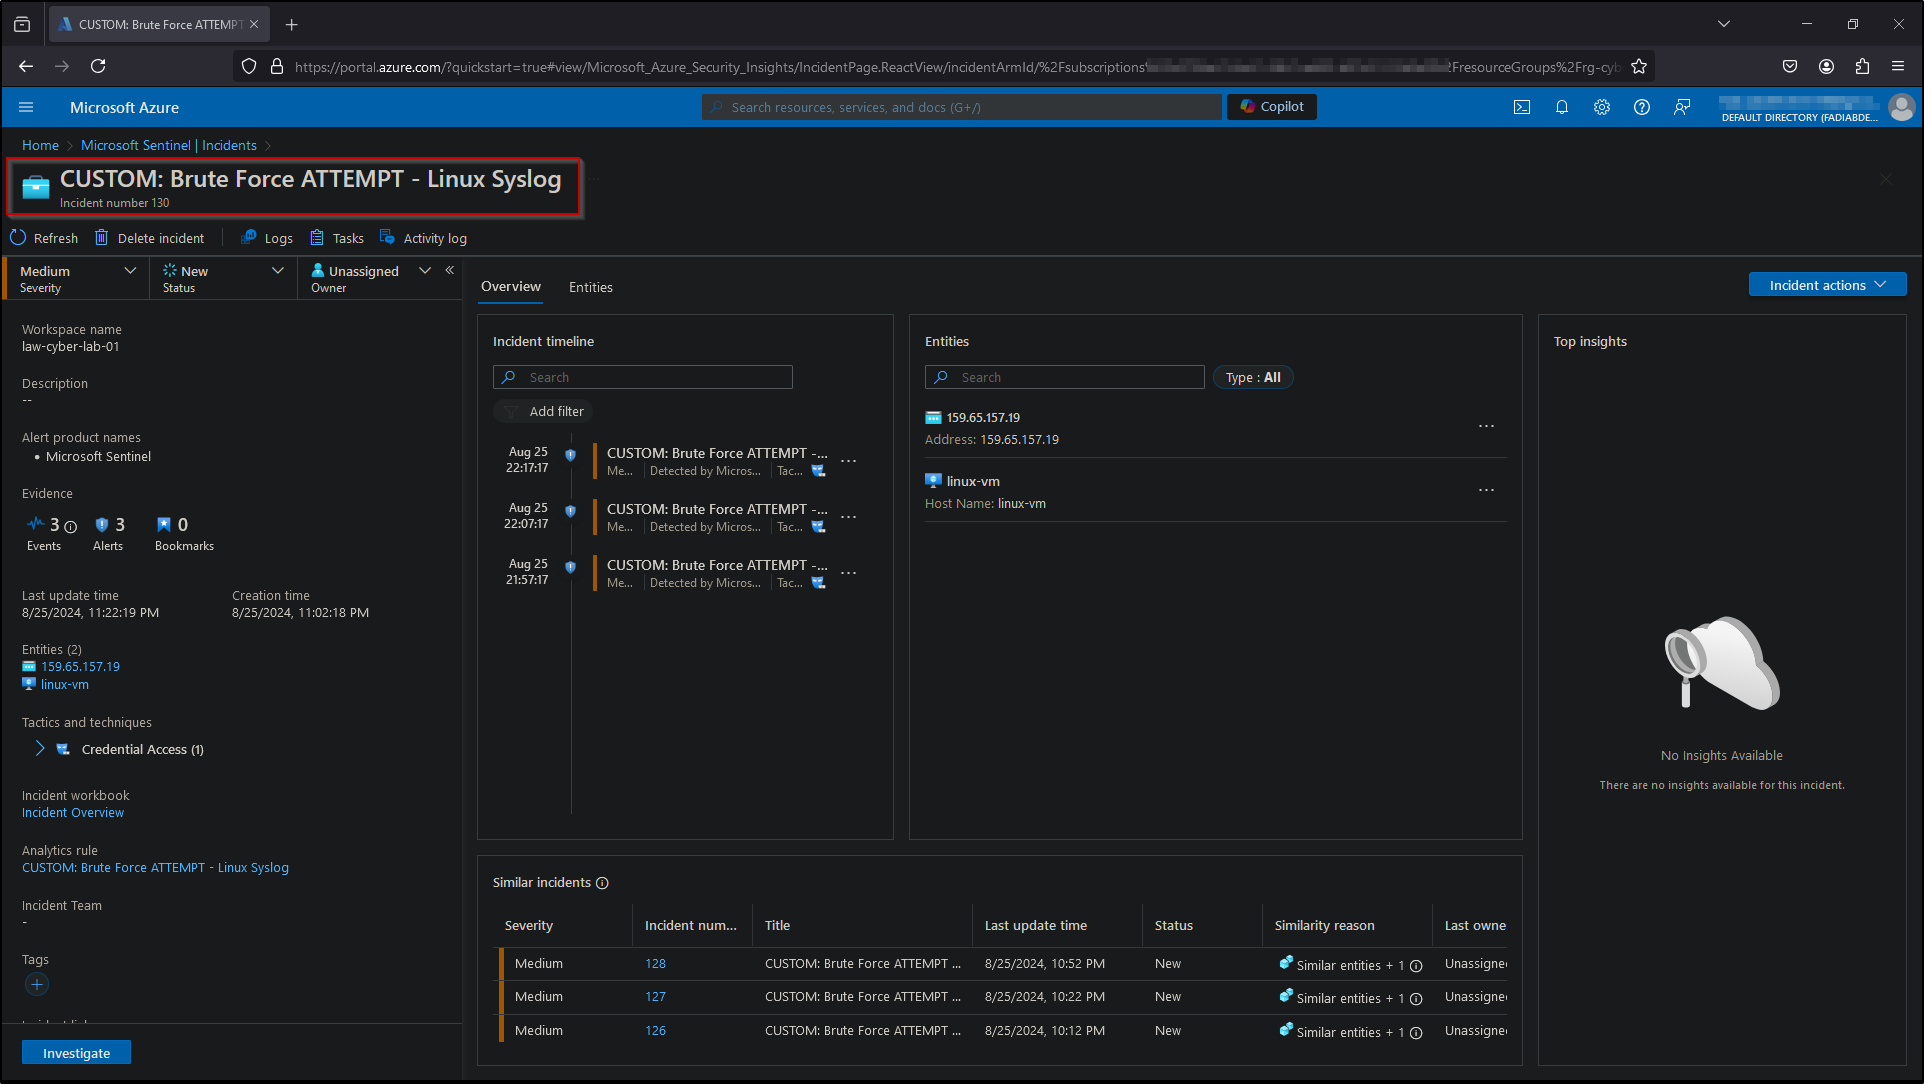 CUSTOM: Brute Force ATTEMPT
https://portal.azure.com/?quickstart=true#view/Microsoft_Azure_Security_Insights/IncidentPage.ReactView/incidentArmId/%2Fsubscriptions
2FresourceGroups%2Frg-cyb
Microsoft Azure
Search resources, services, and docs (G+/)
Copilot
DEFAULT DIRECTORY (FADIABDE...
Home > Microsoft Sentinel | Incidents >
CUSTOM: Brute Force ATTEMPT - Linux Syslog
Incident number 130
Refresh Delete incident Logs Tasks Activity log
Medium
Severity
New
Status
Unassigned
Owner
Workspace name
law-cyber-lab-01
Description
--
Alert product names
• Microsoft Sentinel
Evidence
3 3 0
Events Alerts Bookmarks
Last update time
8/25/2024, 11:22:19 PM
Creation time
8/25/2024, 11:02:18 PM
Entities (2)
159.65.157.19
linux-vm
Tactics and techniques
Credential Access (1)
Incident workbook
Incident Overview
Analytics rule
CUSTOM: Brute Force ATTEMPT - Linux Syslog
Incident Team
-
Tags
Investigate
Overview Entities
Incident actions
Incident timeline
Search
Add filter
Aug 25
22:17:17
CUSTOM: Brute Force ATTEMPT -...
Me... Detected by Micros... Tac...
Aug 25
22:07:17
CUSTOM: Brute Force ATTEMPT -...
Me... Detected by Micros... Tac...
Aug 25
21:57:17
CUSTOM: Brute Force ATTEMPT -...
Me... Detected by Micros... Tac...
Entities
Search
Type : All
159.65.157.19
Address: 159.65.157.19
linux-vm
Host Name: linux-vm
Top insights
No Insights Available
There are no insights available for this incident.
Similar incidents
Severity Incident num... Title Last update time Status Similarity reason Last owne
Medium 128 CUSTOM: Brute Force ATTEMPT ... 8/25/2024, 10:52 PM New Similar entities + 1 Unassigne
Medium 127 CUSTOM: Brute Force ATTEMPT ... 8/25/2024, 10:22 PM New Similar entities + 1 Unassigne
Medium 126 CUSTOM: Brute Force ATTEMPT ... 8/25/2024, 10:12 PM New Similar entities + 1 Unassigne